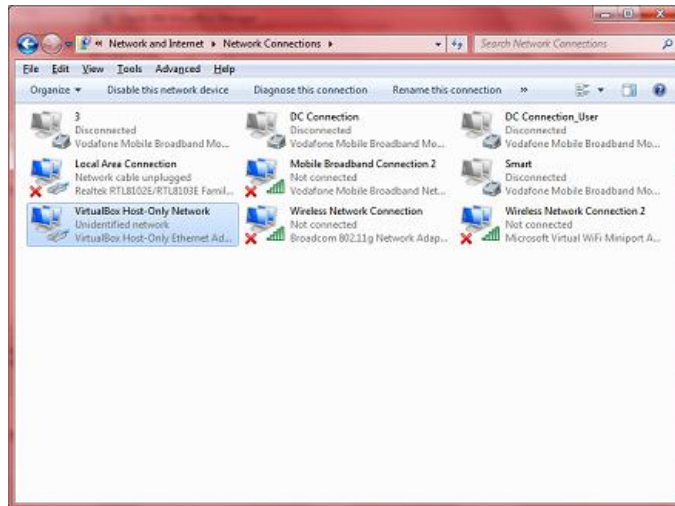 Network and Internet ▸ Network Connections ▸
Search Network Connections
File Edit View Tools Advanced Help
Organize Disable this network device Diagnose this connection Rename this connection »
3
Disconnected
Vodafone Mobile Broadband Mo...
DC Connection
Disconnected
Vodafone Mobile Broadband Mo...
DC Connection_User
Disconnected
Vodafone Mobile Broadband Mo...
Local Area Connection
Network cable unplugged
Realtek RTL8102E/RTL8103E Famil...
Mobile Broadband Connection 2
Not connected
Vodafone Mobile Broadband Net...
Smart
Disconnected
Vodafone Mobile Broadband Mo...
VirtualBox Host-Only Network
Unidentified network
VirtualBox Host-Only Ethernet Ad...
Wireless Network Connection
Not connected
Broadcom 802.11g Network Adap...
Wireless Network Connection 2
Not connected
Microsoft Virtual WiFi Miniport A...